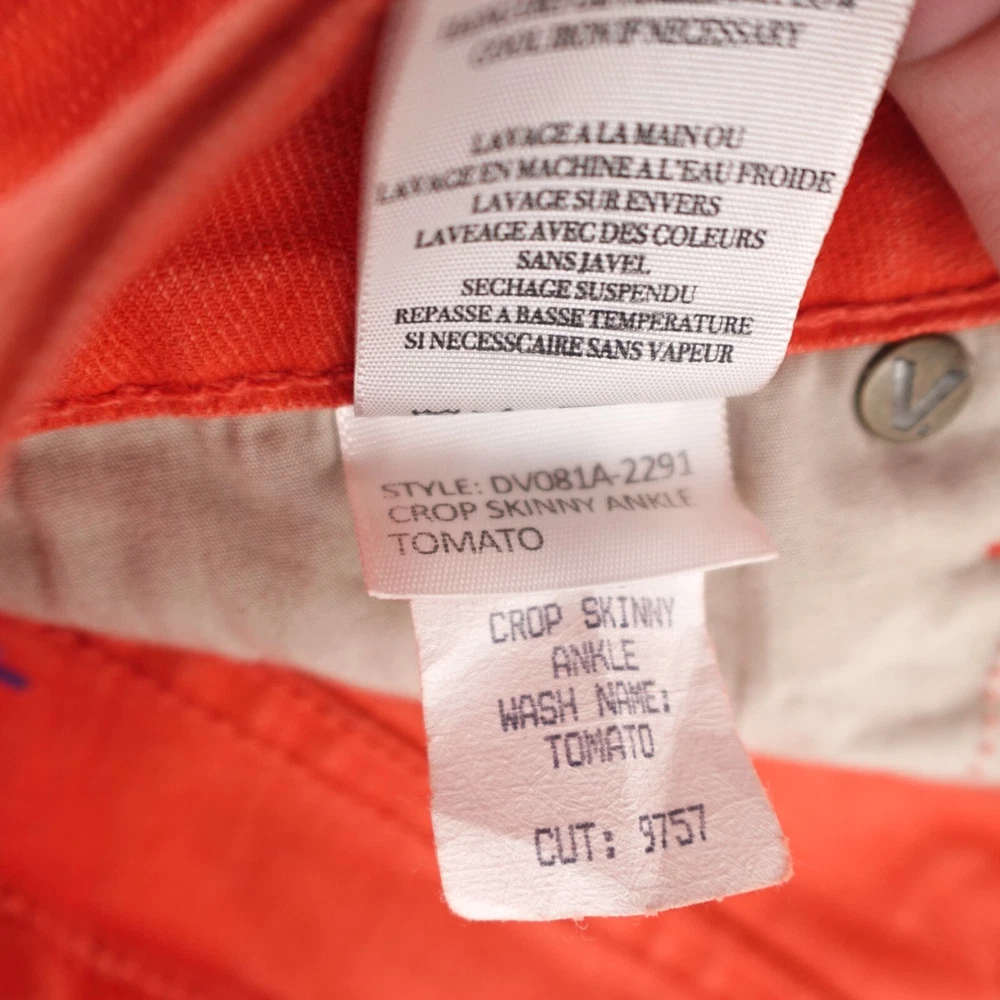 COOL IRON IF NECESSARY
LAVAGE A LA MAIN OU
LAVAGE EN MACHINE A L'EAU FROIDE
LAVAGE SUR ENVERS
LAVEAGE AVEC DES COLEURS
SANS JAVEL
SECHAGE SUSPENDU
REPASSE A BASSE TEMPERATURE
SI NECESSCAIRE SANS VAPEUR
V
STYLE: DV081A-2291
CROP SKINNY ANKLE
TOMATO
CROP SKINNY
ANKLE
WASH NAME:
TOMATO
CUT: 9757